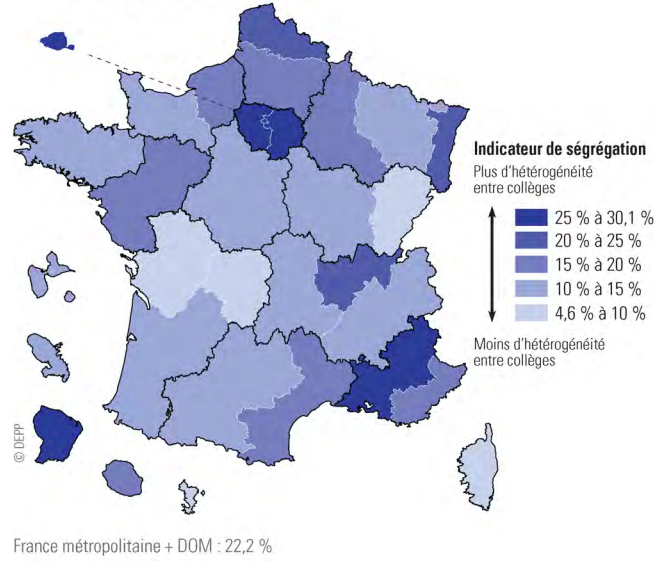 Indicateur de ségrégation
Plus d'hétérogénéité
entre collèges
25 % à 30,1 %
20 % à 25 %
15 % à 20 %
10 % à 15 %
4,6 % à 10 %
Moins d'hétérogénéité
entre collèges
© DEPP
France métropolitaine + DOM : 22,2 %